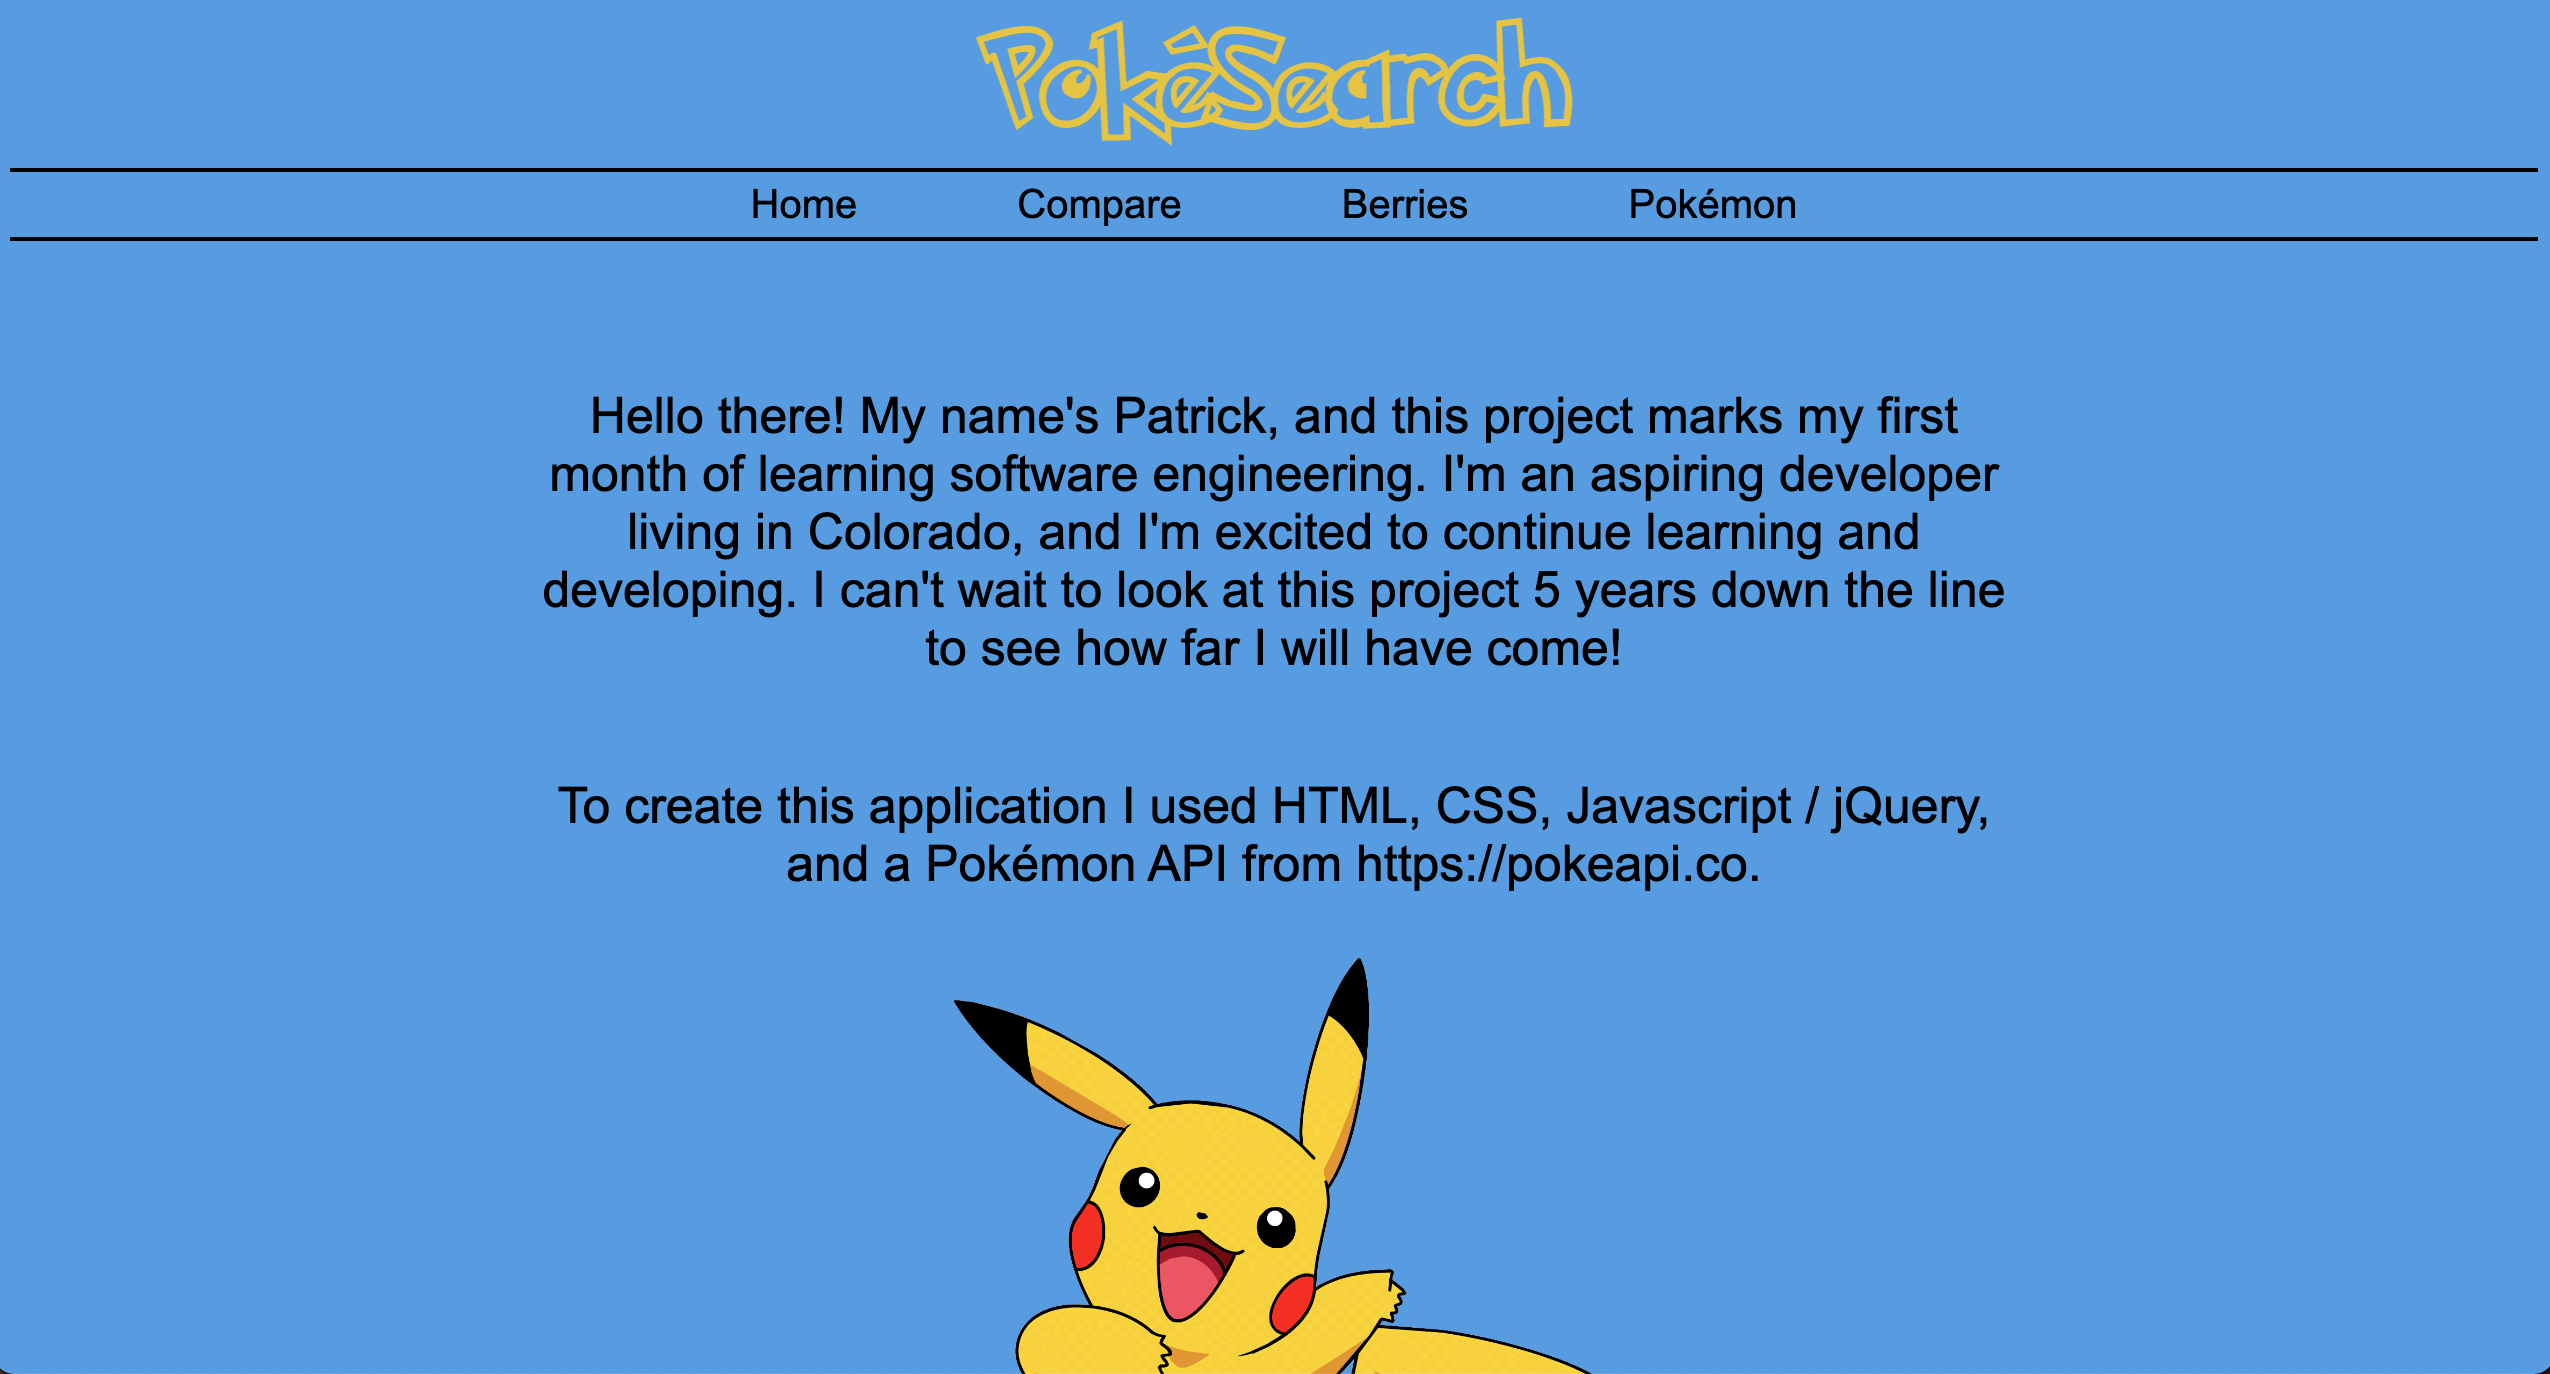 PokéSearch
Home Compare Berries Pokémon
Hello there! My name's Patrick, and this project marks my first
month of learning software engineering. I'm an aspiring developer
living in Colorado, and I'm excited to continue learning and
developing. I can't wait to look at this project 5 years down the line
to see how far I will have come!
To create this application I used HTML, CSS, Javascript / jQuery,
and a Pokémon API from https://pokeapi.co.